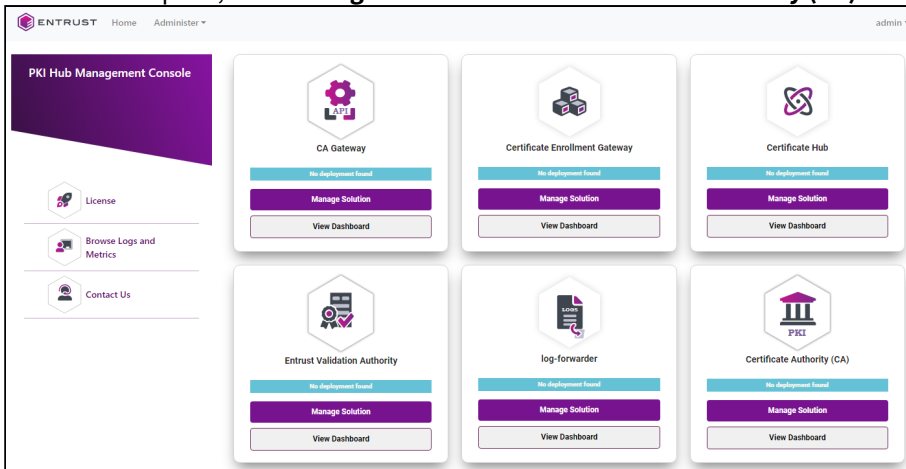 ENTRUST Home Administer
admin
PKI Hub Management Console
License
Browse Logs and
Metrics
Contact Us
API
CA Gateway
No deployment found
Manage Solution
View Dashboard
Certificate Enrollment Gateway
No deployment found
Manage Solution
View Dashboard
Certificate Hub
No deployment found
Manage Solution
View Dashboard
Entrust Validation Authority
No deployment found
Manage Solution
View Dashboard
LOGS
log-forwarder
No deployment found
Manage Solution
View Dashboard
PKI
Certificate Authority (CA)
No deployment found
Manage Solution
View Dashboard